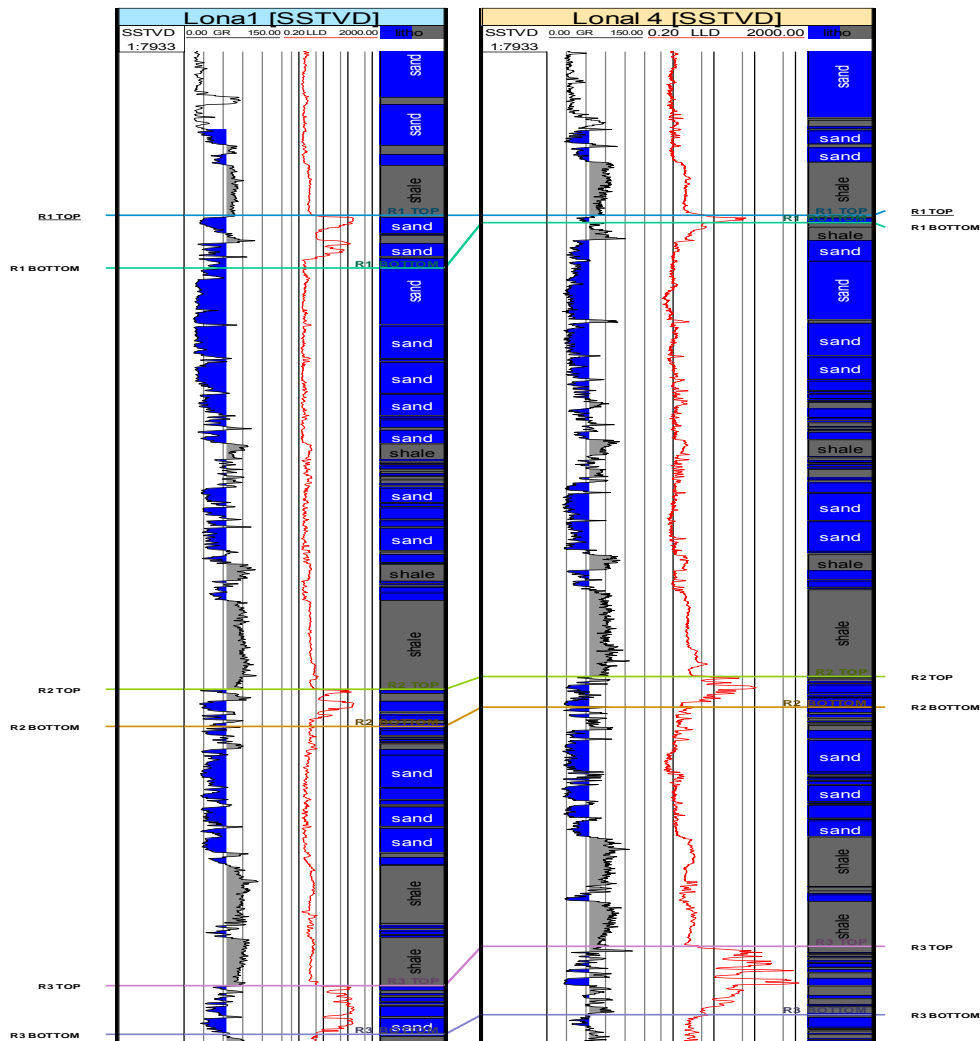 Lona1 [SSTVD]
Lonal 4 [SSTVD]
SSTVD 0.00 GR 150.00 0.20 LLD 2000.00 litho
1:7933
SSTVD 0.00 GR 150.00 0.20 LLD 2000.00 litho
1:7933
sand
sand
sand
sand
sand
shale
shale
R1 TOP
R1 TOP
R1 TOP
R1 TOP
sand
R1 BOTTOM
R1 BOTTOM
shale
sand
R1 BOTTOM
R1 BOTTOM
sand
sand
sand
sand
sand
sand
sand
sand
shale
shale
sand
sand
sand
sand
shale
shale
shale
shale
R2 TOP
R2 TOP
R2 TOP
R2 TOP
R2 BOTTOM
R2 BOTTOM
R2 BOTTOM
R2 BOTTOM
sand
sand
sand
sand
sand
sand
shale
shale
shale
shale
R3 TOP
R3 TOP
R3 TOP
R3 TOP
R3 BOTTOM
R3 BOTTOM
sand
R3 BOTTOM
R3 BOTTOM